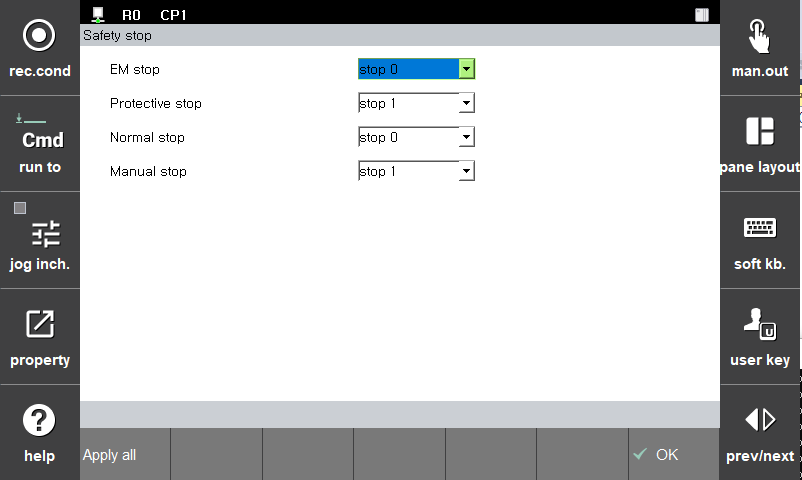 R0 CP1
Safety stop
rec.cond
Cmd
run to
jog inch.
property
help
EM stop stop 0
Protective stop stop 1
Normal stop stop 0
Manual stop stop 1
man.out
pane layout
soft kb.
U
user key
prev/next
Apply all
OK